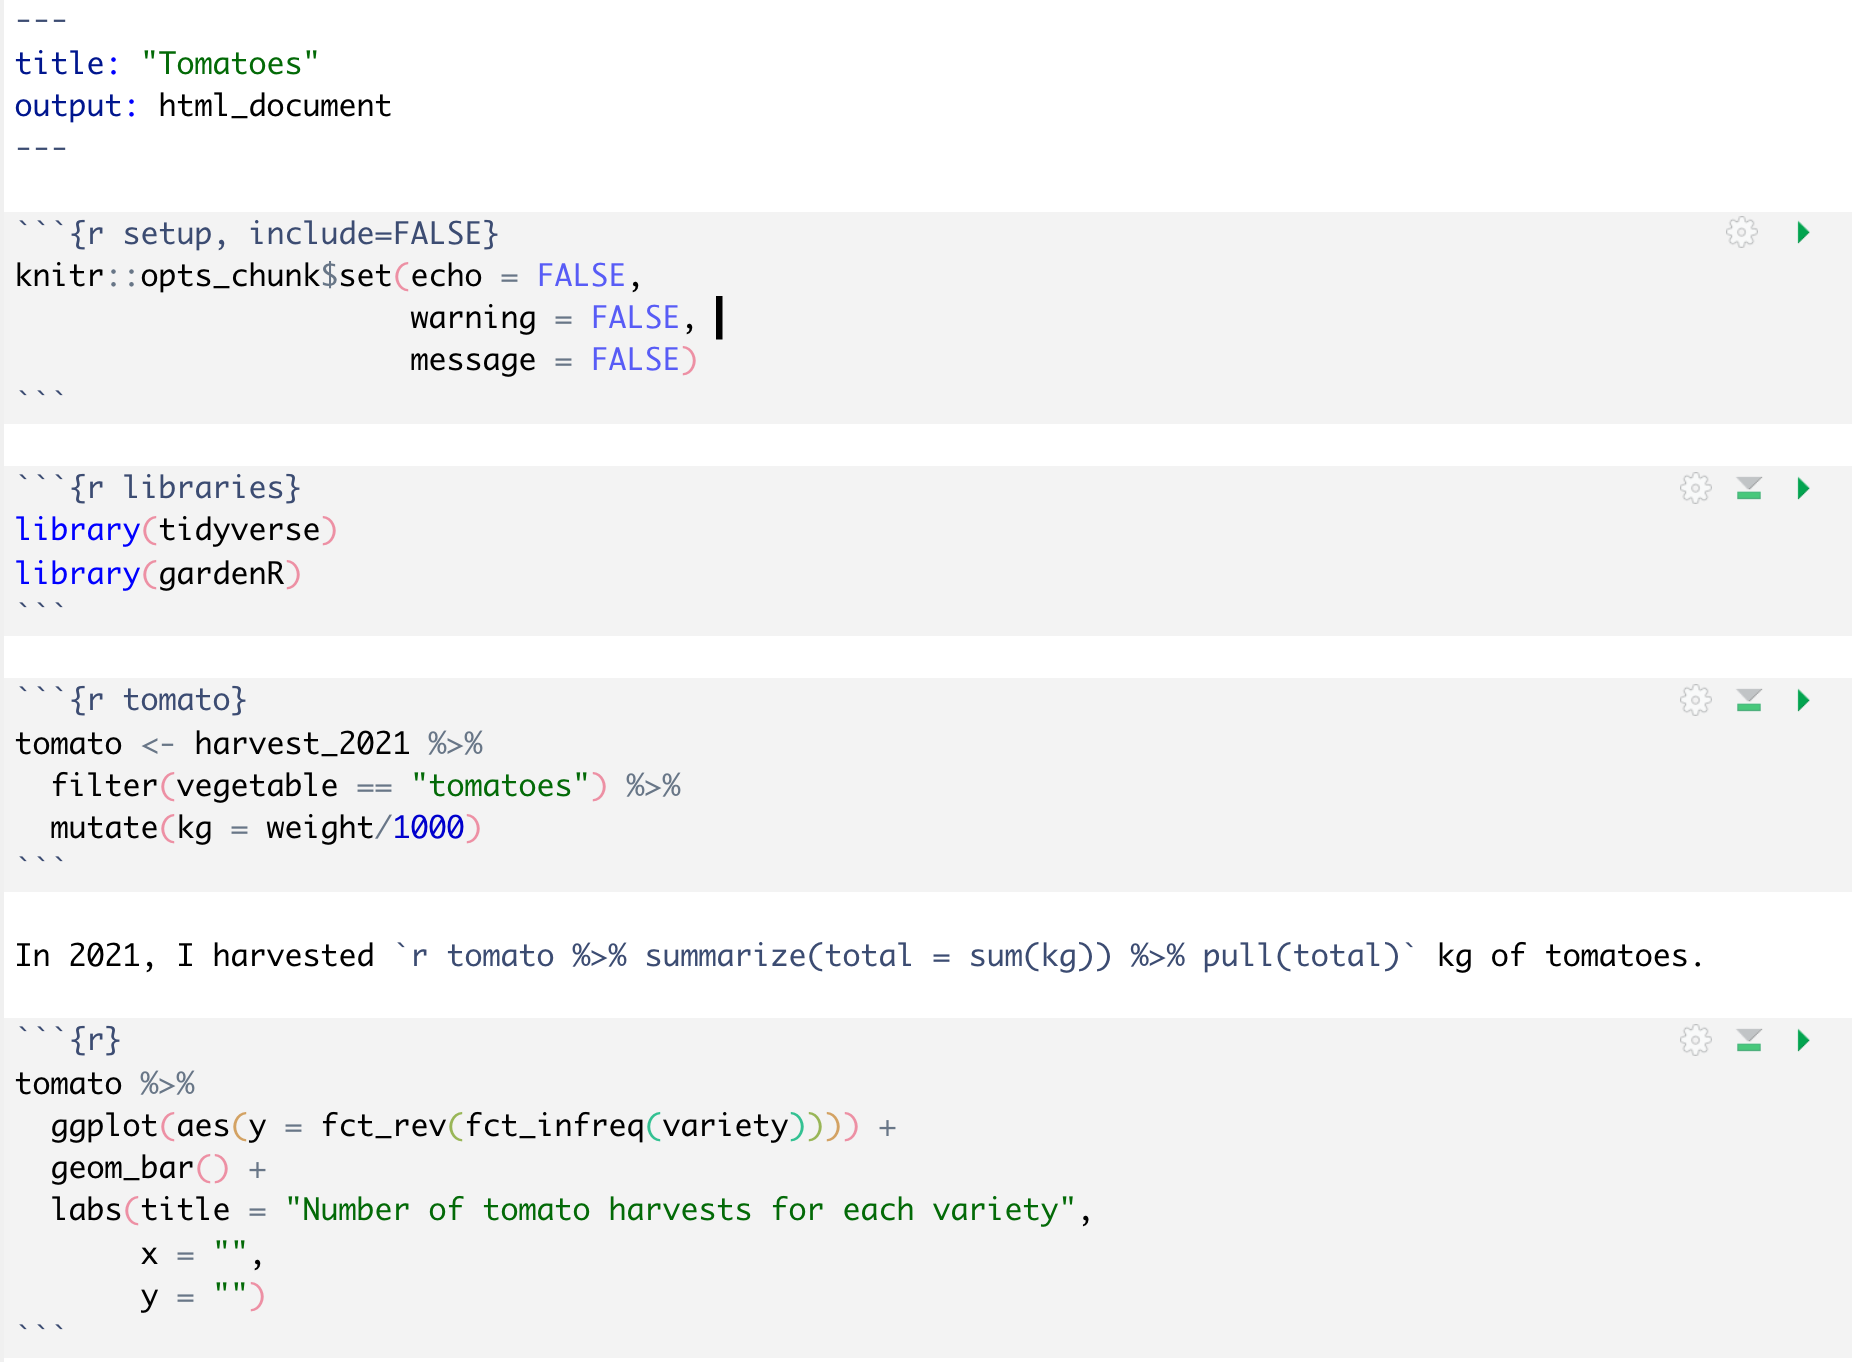 ---
title: "Tomatoes"
output: html_document
---

```{r setup, include=FALSE}
knitr::opts_chunk$set(echo = FALSE,
                      warning = FALSE,
                      message = FALSE)
```

```{r libraries}
library(tidyverse)
library(gardenR)
```

```{r tomato}
tomato <- harvest_2021 %>%
  filter(vegetable == "tomatoes") %>%
  mutate(kg = weight/1000)
```

In 2021, I harvested `r tomato %>% summarize(total = sum(kg)) %>% pull(total)` kg of tomatoes.

```{r}
tomato %>%
  ggplot(aes(y = fct_rev(fct_infreq(variety)))) +
  geom_bar() +
  labs(title = "Number of tomato harvests for each variety",
       x = "",
       y = "")
```